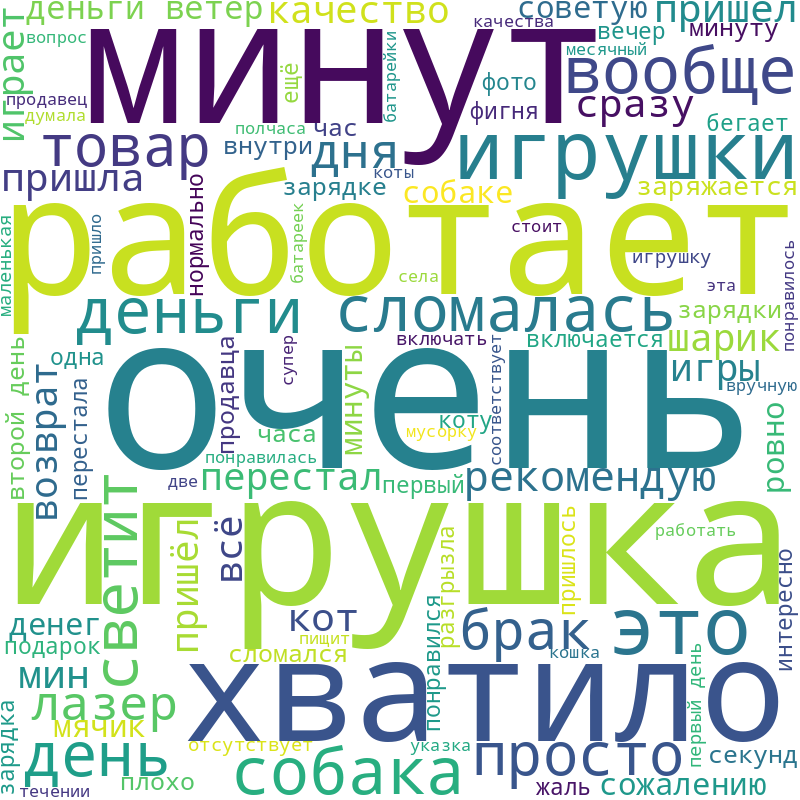 деньги ветер
качество
качества
советую
пришел
играет
вопрос
минут
ещё
батарейки
вечер
минуту
месячный
вообще
продавец
думала
фото
фигня
сразу
полчаса
час
бегает
товар
внутри
дня
игрушки
коты
пришла
зарядке
собаке
заряжается
нормально
маленькая
пришло
батареек
работает
стоит
игрушку
понравилось
села
эта
деньги
сломалась
зарядки
включать
включается
шарик
второй день
возврат
одна
продавца
супер
минуты
очень
соответствует
игры
вручную
перестала
коту
мусорку
часа
ровно
понравилась
две
перестал
первый
рекомендую
игрушка
светит
пришёл
всё
разгрызла
пришлось
работать
интересно
денег
подарок
кот
пищит
понравился
брак
это
сломался
кошка
мин
хватило
первый день
лазер
зарядка
мячик
отсутствует
указка
просто
секунд
день
плохо
собака
жаль
сожалению
течении